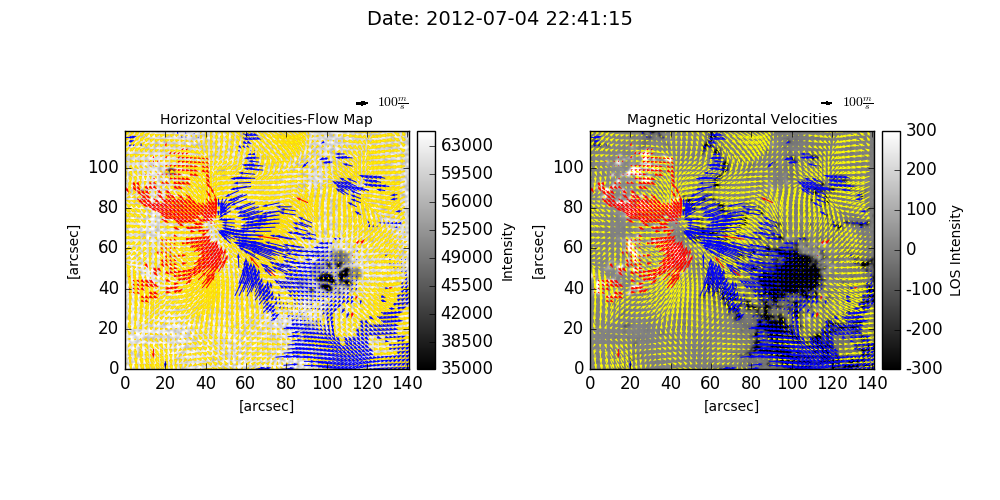 Date: 2012-07-04 22:41:15
100 m/s
Horizontal Velocities-Flow Map
100
80
60
40
20
0
[arcsec]
0 20 40 60 80 100 120 140
[arcsec]
63000
59500
56000
52500
49000
45500
42000
38500
35000
Intensity
100 m/s
Magnetic Horizontal Velocities
100
80
60
40
20
0
[arcsec]
0 20 40 60 80 100 120 140
[arcsec]
300
200
100
0
-100
-200
-300
LOS Intensity